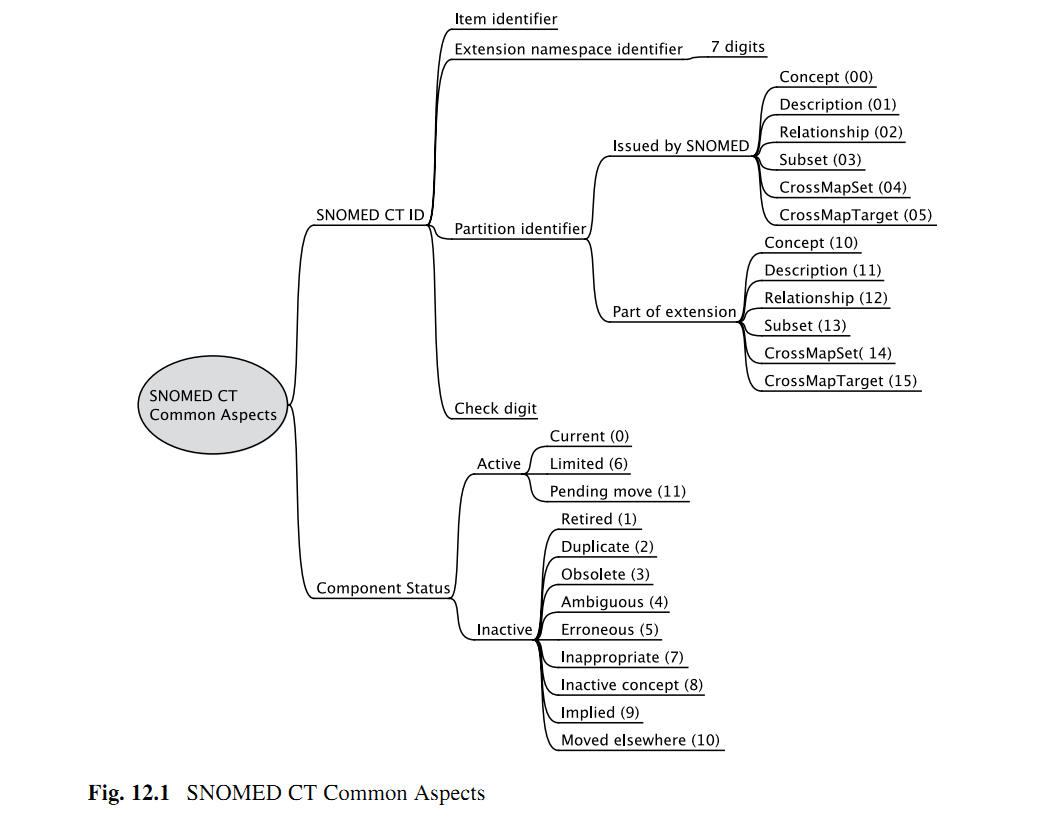 Item identifier
Extension namespace identifier
7 digits
Concept (00)
Description (01)
Relationship (02)
Issued by SNOMED
Subset (03)
CrossMapSet (04)
CrossMapTarget (05)
SNOMED CT ID
Partition identifier
Concept (10)
Description (11)
Relationship (12)
Part of extension
Subset (13)
CrossMapSet( 14)
CrossMapTarget (15)
SNOMED CT
Common Aspects
Check digit
Current (0)
Active
Limited (6)
Pending move (11)
Retired (1)
Duplicate (2)
Obsolete (3)
Component Status
Ambiguous (4)
Inactive
Erroneous (5)
Inappropriate (7)
Inactive concept (8)
Implied (9)
Moved elsewhere (10)
Fig. 12.1 SNOMED CT Common Aspects